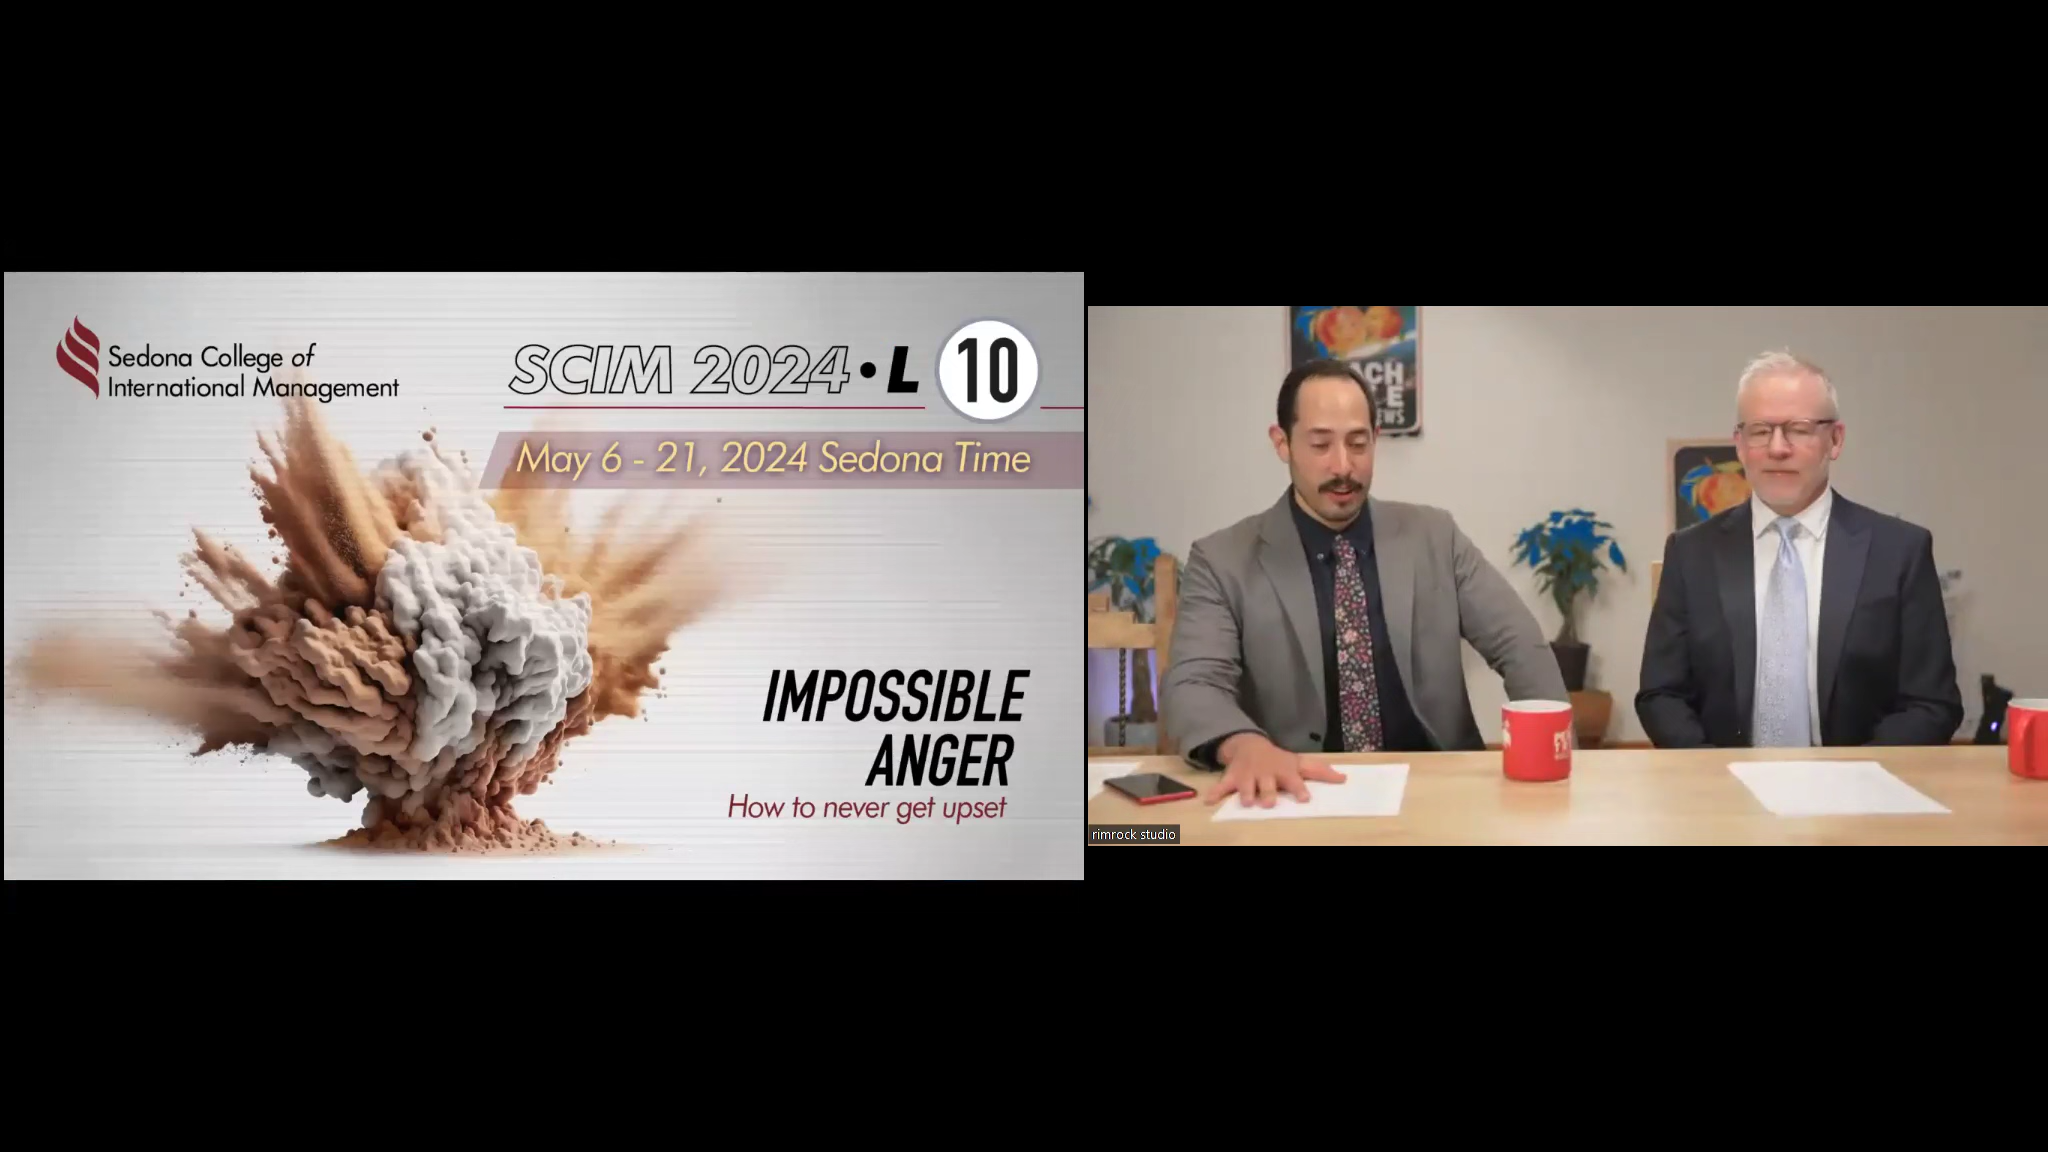 Sedona College of
International Management
SCIM 2024 • L 10
May 6 - 21, 2024 Sedona Time
IMPOSSIBLE
ANGER
How to never get upset
rimrock studio